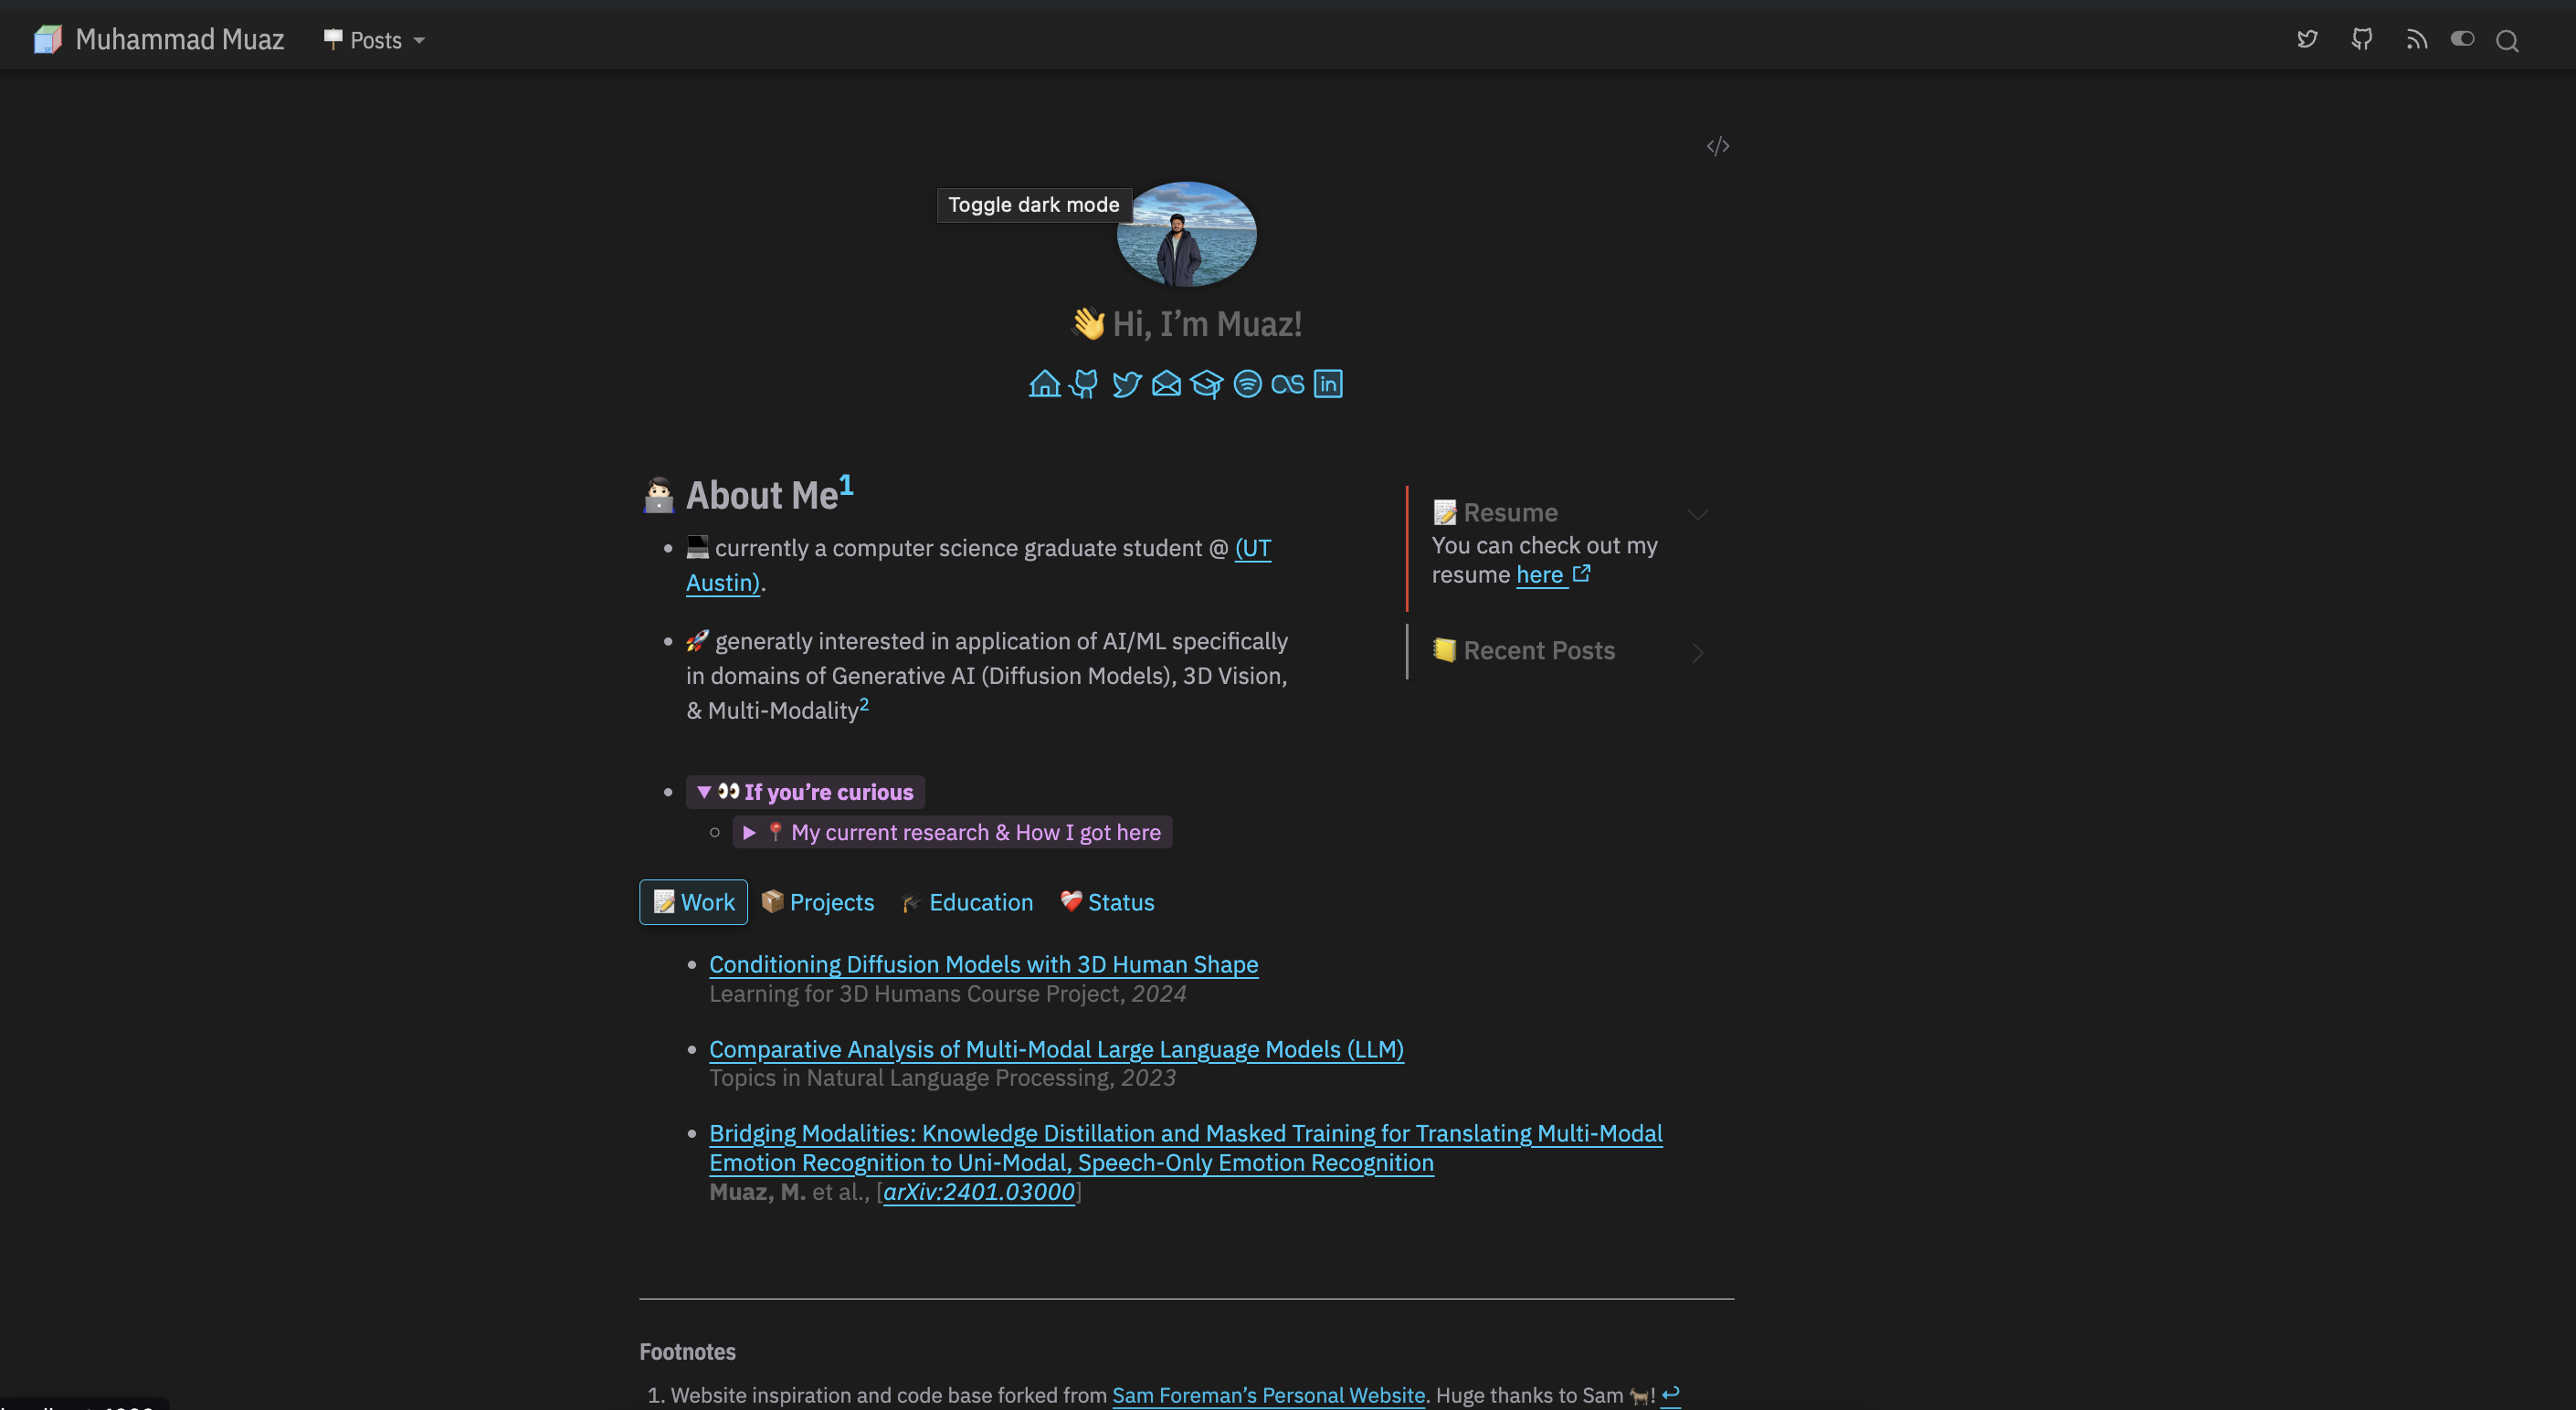 Muhammad Muaz Posts
Toggle dark mode
Hi, I'm Muaz!
About Me1
currently a computer science graduate student @ (UT
Austin).
generatly interested in application of AI/ML specifically
in domains of Generative AI (Diffusion Models), 3D Vision,
& Multi-Modality2
If you're curious
My current research & How I got here
Resume
You can check out my
resume here
Recent Posts
Work Projects Education Status
Conditioning Diffusion Models with 3D Human Shape
Learning for 3D Humans Course Project, 2024
Comparative Analysis of Multi-Modal Large Language Models (LLM)
Topics in Natural Language Processing, 2023
Bridging Modalities: Knowledge Distillation and Masked Training for Translating Multi-Modal
Emotion Recognition to Uni-Modal, Speech-Only Emotion Recognition
Muaz, M. et al., [arXiv:2401.03000]
Footnotes
1. Website inspiration and code base forked from Sam Foreman's Personal Website. Huge thanks to Sam 🐐! ↩